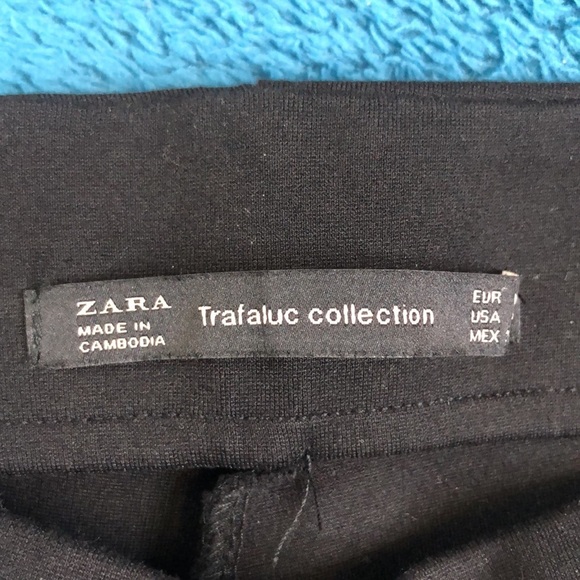 ZARA
MADE IN
CAMBODIA
Trafaluc collection
EUR
USA
MEX